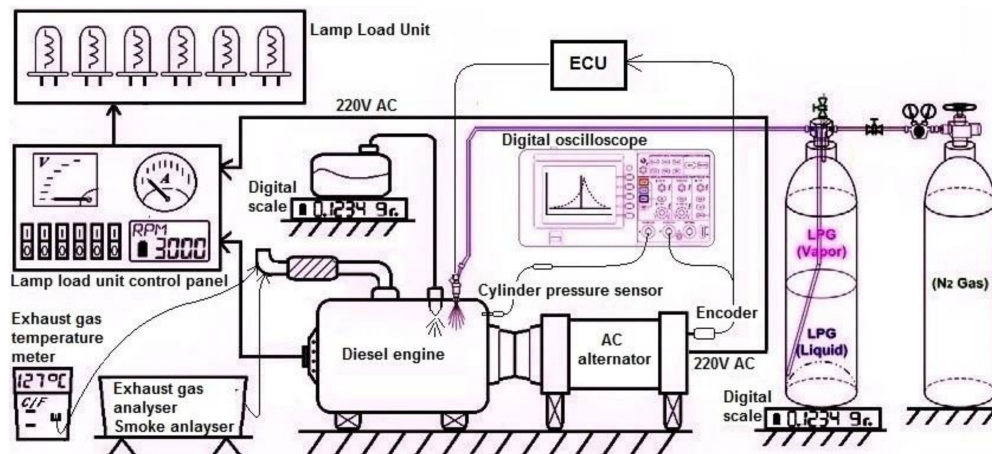 Lamp Load Unit
ECU
220V AC
Digital oscilloscope
V
A
Digital
scale
0.1234 gr.
RPM
3000
Lamp load unit control panel
LPG
(Vapor)
(N2 Gas)
Cylinder pressure sensor
Encoder
Exhaust gas
temperature
meter
Diesel engine
AC
alternator
LPG
(Liquid)
220V AC
127°C
C/F
Exhaust gas
analyser
Smoke anlayser
Digital
scale
0.1234 gr.